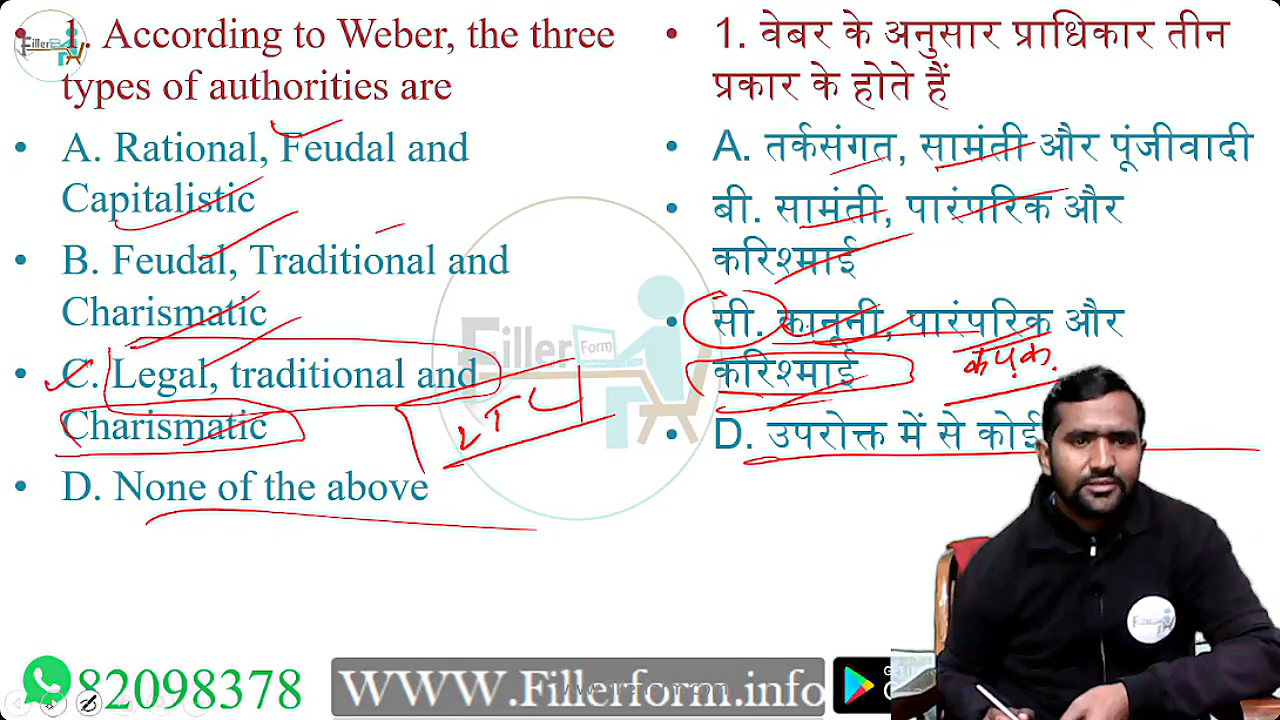 1. According to Weber, the three
types of authorities are
A. Rational, Feudal and
Capitalistic
B. Feudal, Traditional and
Charismatic
C. Legal, traditional and
Charismatic
D. None of the above
1. वेबर के अनुसार प्राधिकार तीन
प्रकार के होते हैं
A. तर्कसंगत, सामंती और पूंजीवादी
बी. सामंती, पारंपरिक और
करिश्माई
सी. कानूनी, पारंपरिक और
करिश्माई
D. उपरोक्त में से कोई
क प क
Filler Form
82098378
WWW.Fillerform.info